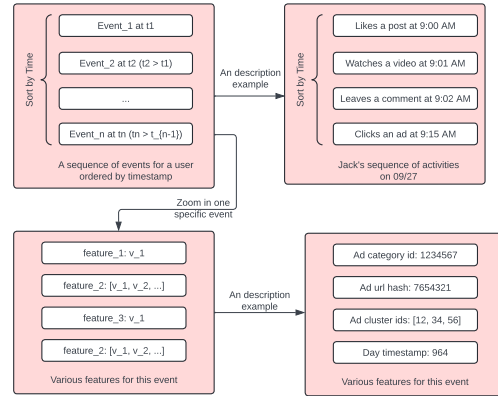 Sort by Time
Event_1 at t1
Event_2 at t2 (t2 > t1)
...
Event_n at tn (tn > t_{n-1})
A sequence of events for a user
ordered by timestamp
An description
example
Sort by Time
Likes a post at 9:00 AM
Watches a video at 9:01 AM
Leaves a comment at 9:02 AM
Clicks an ad at 9:15 AM
Jack's sequence of activities
on 09/27
Zoom in one
specific event
feature_1: v_1
feature_2: [v_1, v_2, ...]
feature_3: v_1
feature_2: [v_1, v_2, ...]
Various features for this event
An description
example
Ad category id: 1234567
Ad url hash: 7654321
Ad cluster ids: [12, 34, 56]
Day timestamp: 964
Various features for this event